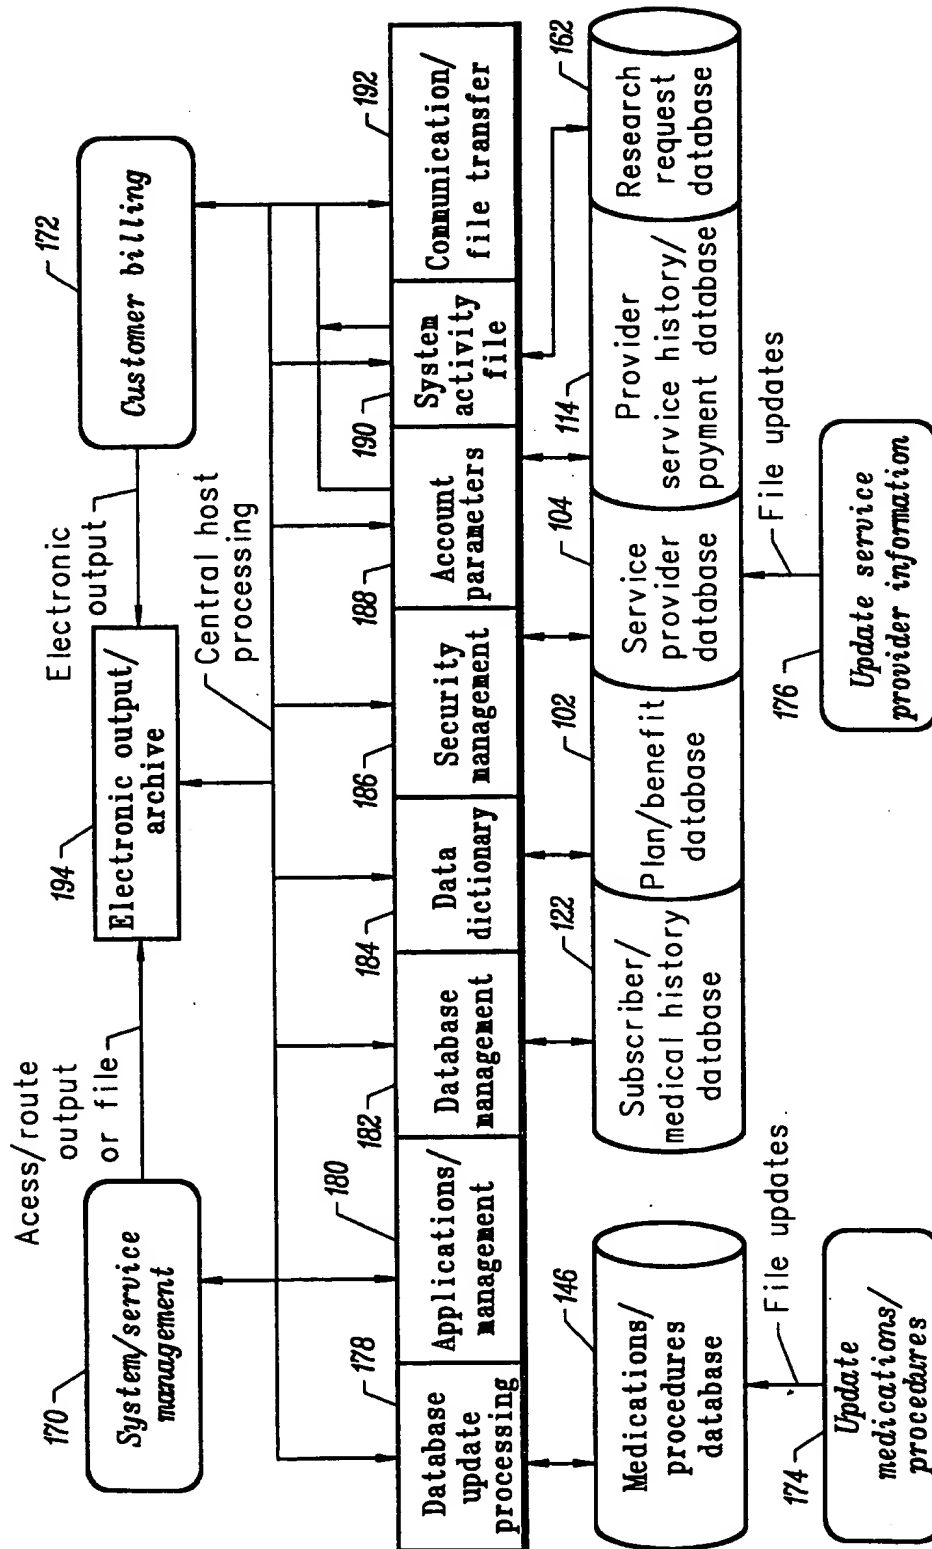 170
System/service
management
Acess/route
output
or file
194
Electronic output/
archive
Electronic
output
172
Customer billing
Central host
processing
178
Database
update
processing
180
Applications/
management
182
Database
management
184
Data
dictionary
186
Security
management
188
Account
parameters
190
System
activity
file
192
Communication/
file transfer
146
Medications/
procedures
database
122
Subscriber/
medical history
database
102
Plan/benefit
database
104
Service
provider
database
114
Provider
service history/
payment database
162
Research
request
database
File updates
174
Update
medications/
procedures
File updates
176
Update service
provider information